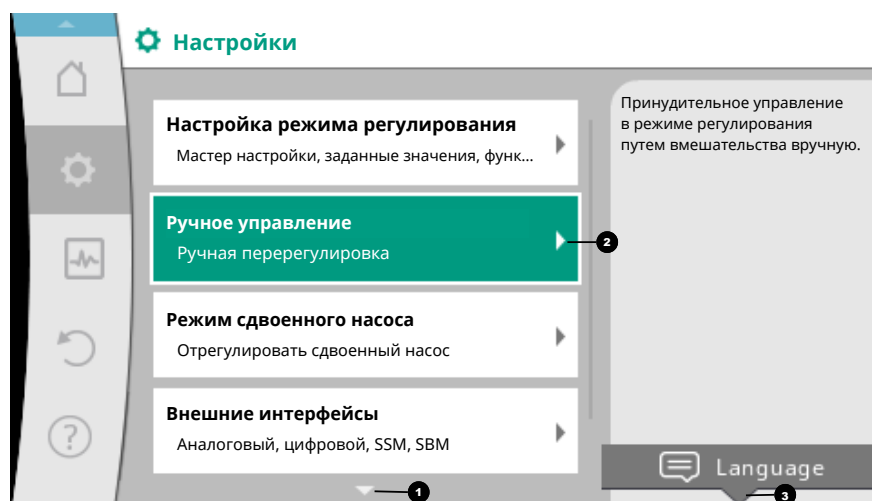 Настройки
Настройка режима регулирования
Мастер настройки, заданные значения, функ...
Ручное управление
Ручная перерегулировка
Режим сдвоенного насоса
Отрегулировать сдвоенный насос
Внешние интерфейсы
Аналоговый, цифровой, SSM, SBM
Принудительное управление
в режиме регулирования
путем вмешательства вручную.
?
Language
1
2
3